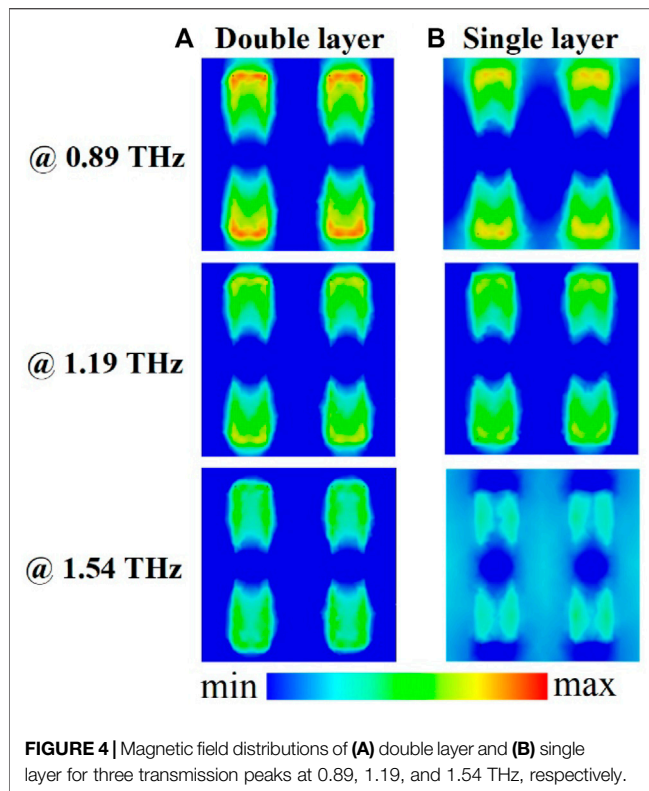 A Double layer B Single layer
@ 0.89 THz
@ 1.19 THz
@ 1.54 THz
min max
FIGURE 4 | Magnetic field distributions of (A) double layer and (B) single
layer for three transmission peaks at 0.89, 1.19, and 1.54 THz, respectively.